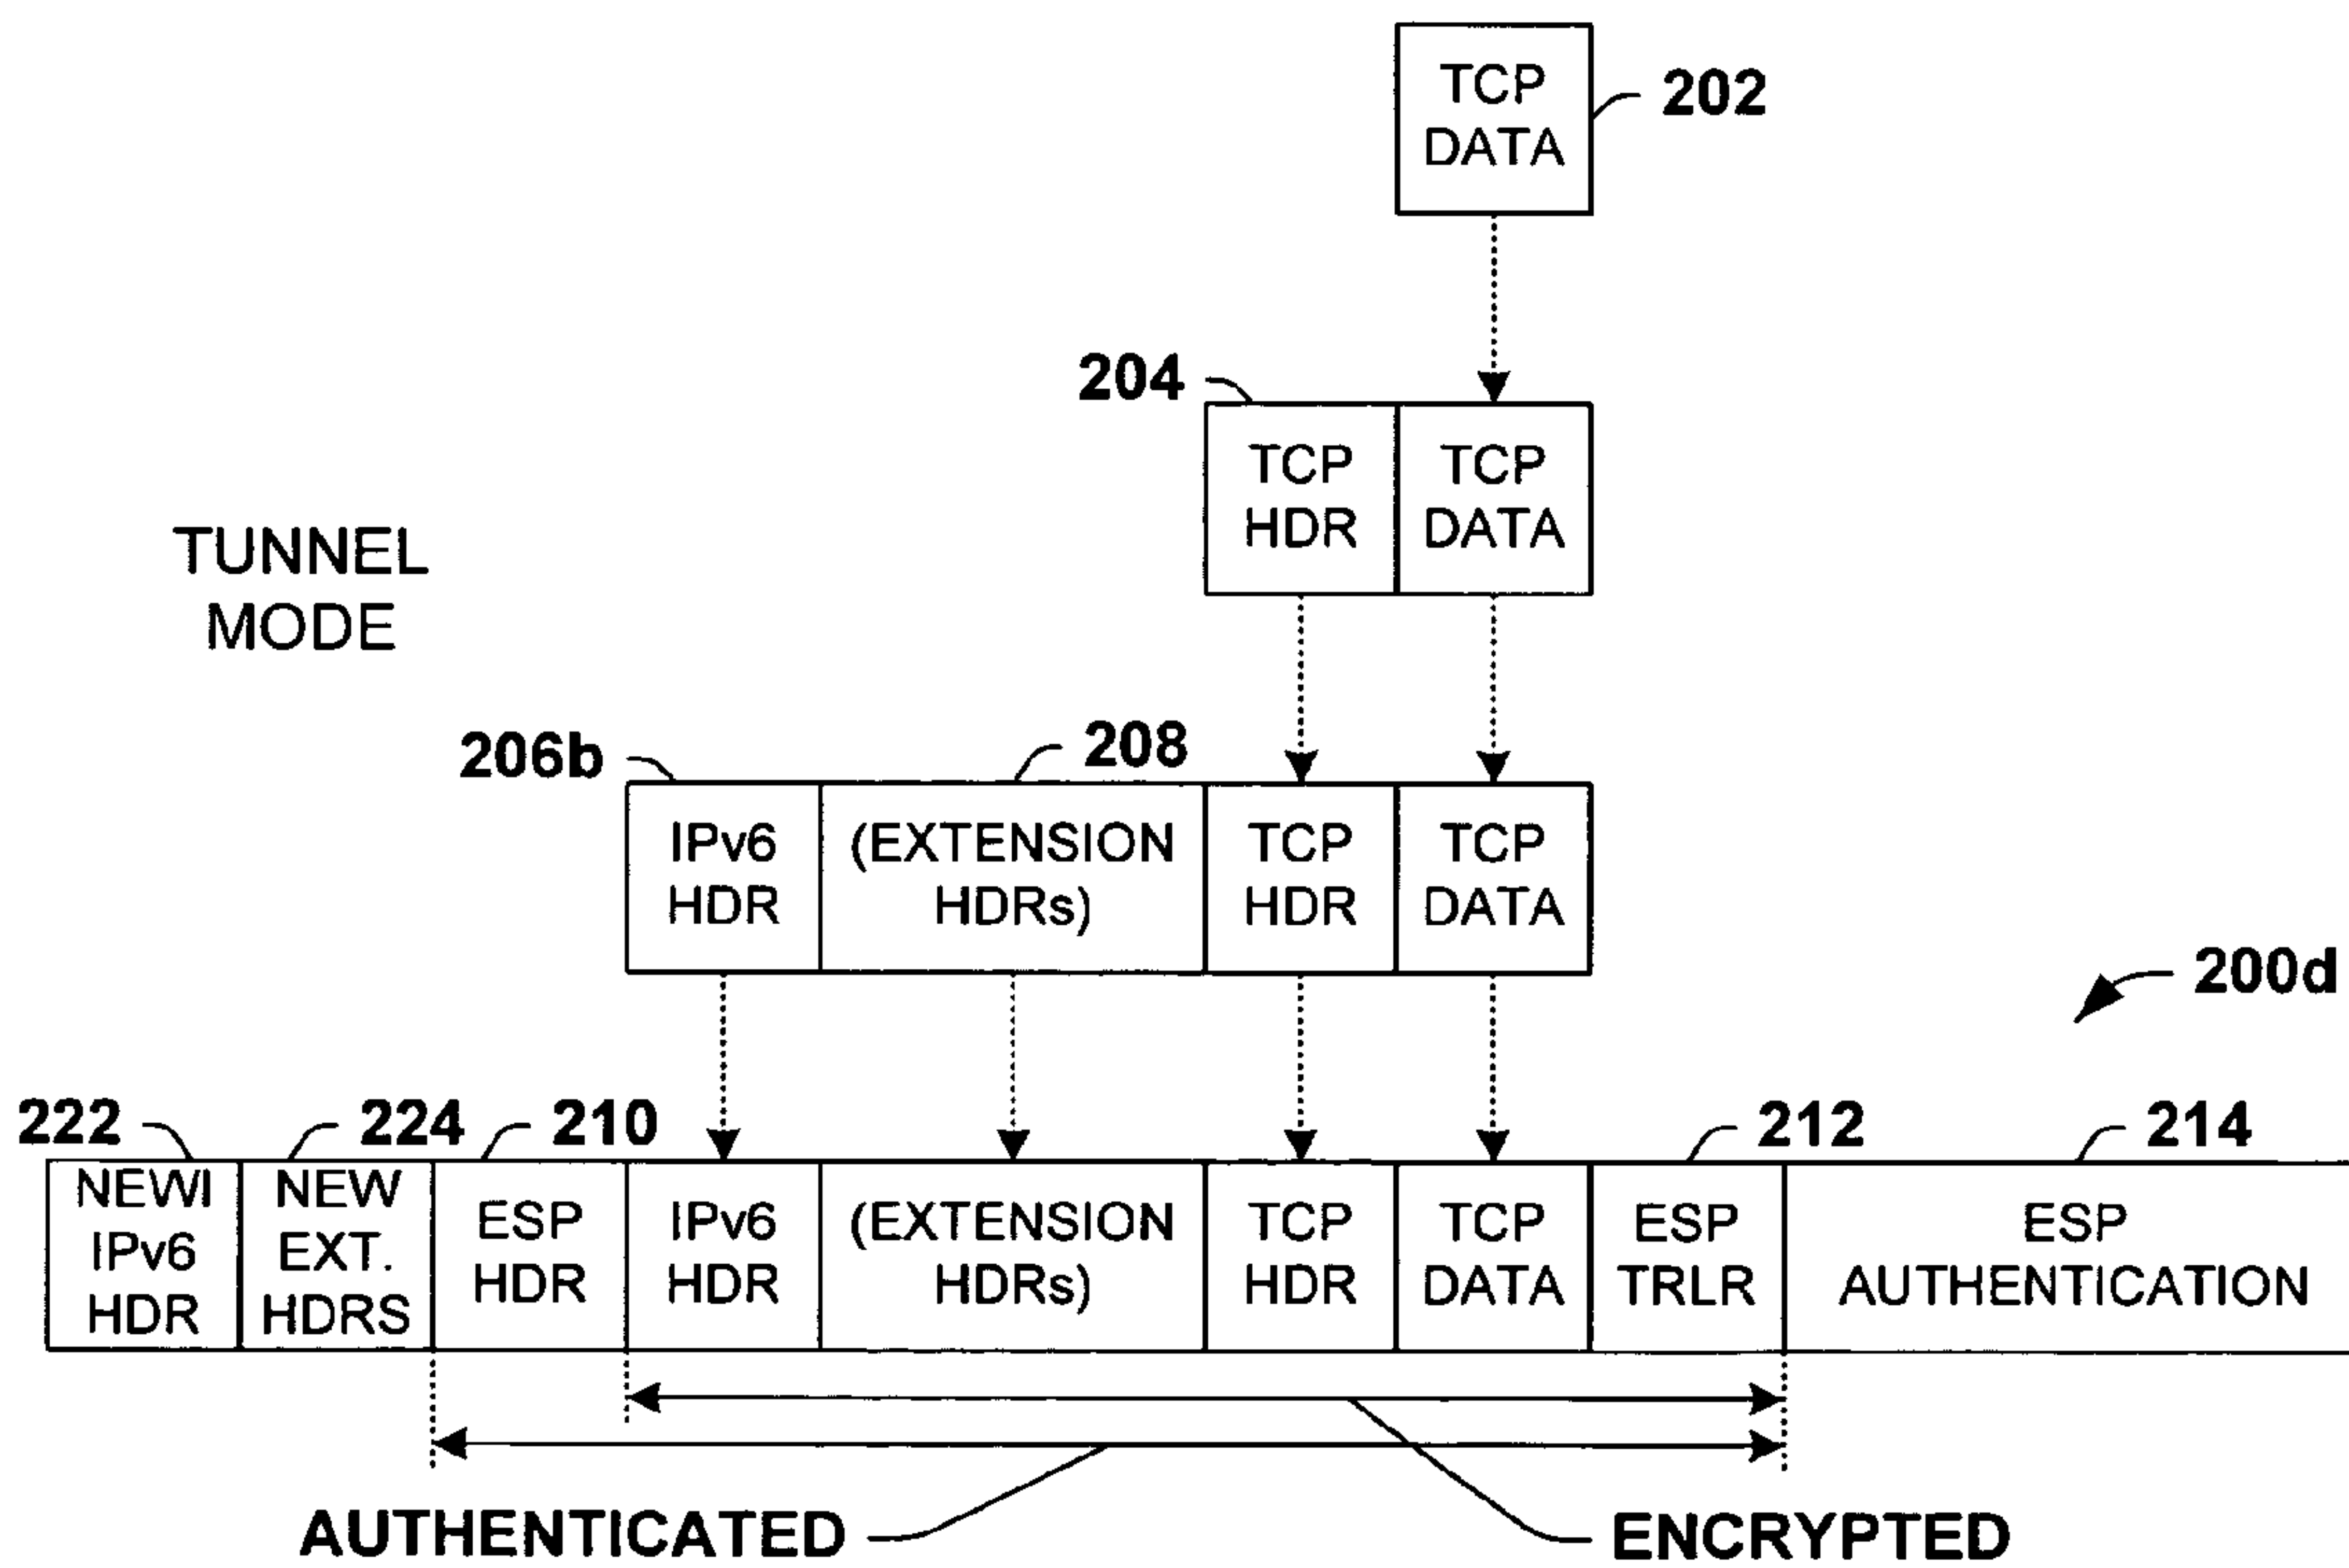 TCP
DATA
202
204
TCP
HDR
TCP
DATA
TUNNEL
MODE
206b
208
IPv6
HDR
(EXTENSION
HDRs)
TCP
HDR
TCP
DATA
200d
222
224
210
212
214
NEWI
IPv6
HDR
NEW
EXT.
HDRS
ESP
HDR
IPv6
HDR
(EXTENSION
HDRs)
TCP
HDR
TCP
DATA
ESP
TRLR
ESP
AUTHENTICATION
AUTHENTICATED
ENCRYPTED